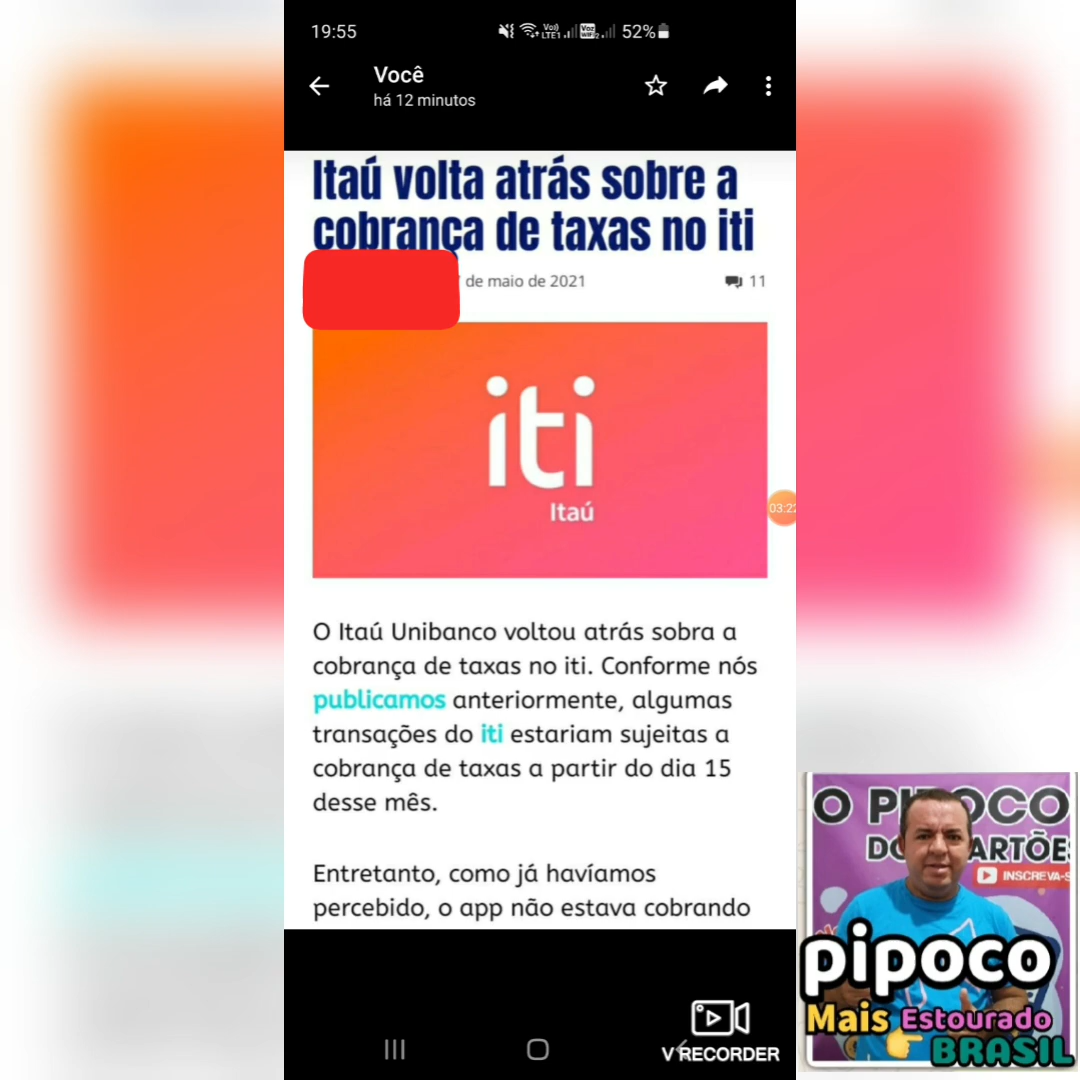 19:55
Vo))
LTE1
52%
Você
há 12 minutos
Itaú volta atrás sobre a
cobrança de taxas no iti
de maio de 2021
11
iti
Itaú
03:22
O Itaú Unibanco voltou atrás sobra a
cobrança de taxas no iti. Conforme nós
publicamos anteriormente, algumas
transações do iti estariam sujeitas a
cobrança de taxas a partir do dia 15
desse mês.
Entretanto, como já havíamos
percebido, o app não estava cobrando
V RECORDER
O PIPOCO
INSCREVA-S
pipoco
Mais Estourado
BRASIL